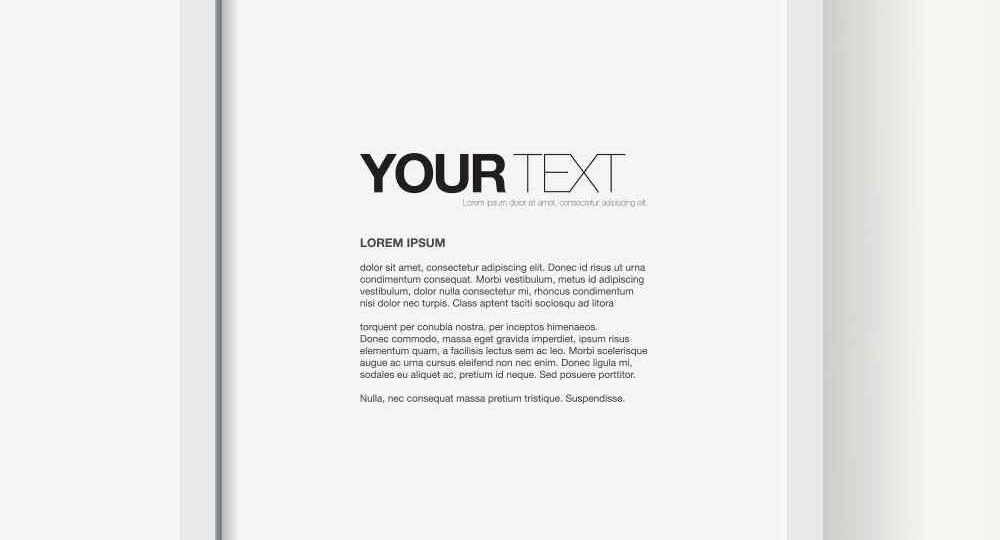 YOUR TEXT
Lorem ipsum dolor sit amet, consectetur adipiscing elit.
LOREM IPSUM
dolor sit amet, consectetur adipiscing elit. Donec id risus ut urna
condimentum consequat. Morbi vestibulum, metus id adipiscing
vestibulum, dolor nulla consectetur mi, rhoncus condimentum
nisi dolor nec turpis. Class aptent taciti sociosqu ad litora
torquent per conubia nostra, per inceptos himenaeos.
Donec commodo, massa eget gravida imperdiet, ipsum risus
elementum quam, a facilisis lectus sem ac leo. Morbi scelerisque
augue ac urna cursus eleifend non nec enim. Donec ligula mi,
sodales eu aliquet ac, pretium id neque. Sed posuere porttitor.
Nulla, nec consequat massa pretium tristique. Suspendisse.